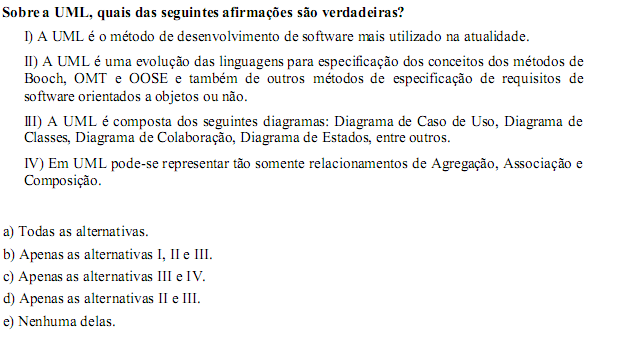 Sobre a UML, quais das seguintes afirmações são verdadeiras?
I) A UML é o método de desenvolvimento de software mais utilizado na atualidade.
II) A UML é uma evolução das linguagens para especificação dos conceitos dos métodos de
Booch, OMT e OOSE e também de outros métodos de especificação de requisitos de
software orientados a objetos ou não.
III) A UML é composta dos seguintes diagramas: Diagrama de Caso de Uso, Diagrama de
Classes, Diagrama de Colaboração, Diagrama de Estados, entre outros.
IV) Em UML pode-se representar tão somente relacionamentos de Agregação, Associação e
Composição.
a) Todas as alternativas.
b) Apenas as alternativas I, II e III.
c) Apenas as alternativas III e IV.
d) Apenas as alternativas II e III.
e) Nenhuma delas.